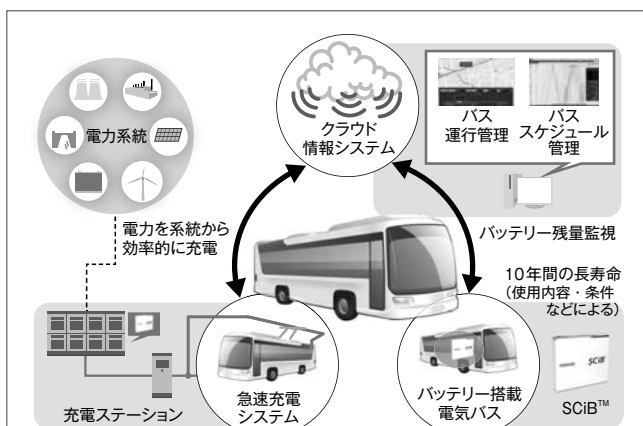 電力系統
クラウド
情報システム
バス
運行管理
バス
スケジュール
管理
電力を系統から
効率的に充電
バッテリー残量監視
10年間の長寿命
(使用内容・条件
などによる)
充電ステーション
急速充電
システム
バッテリー搭載
電気バス
TOSHIBA
SCiB
SCiB™